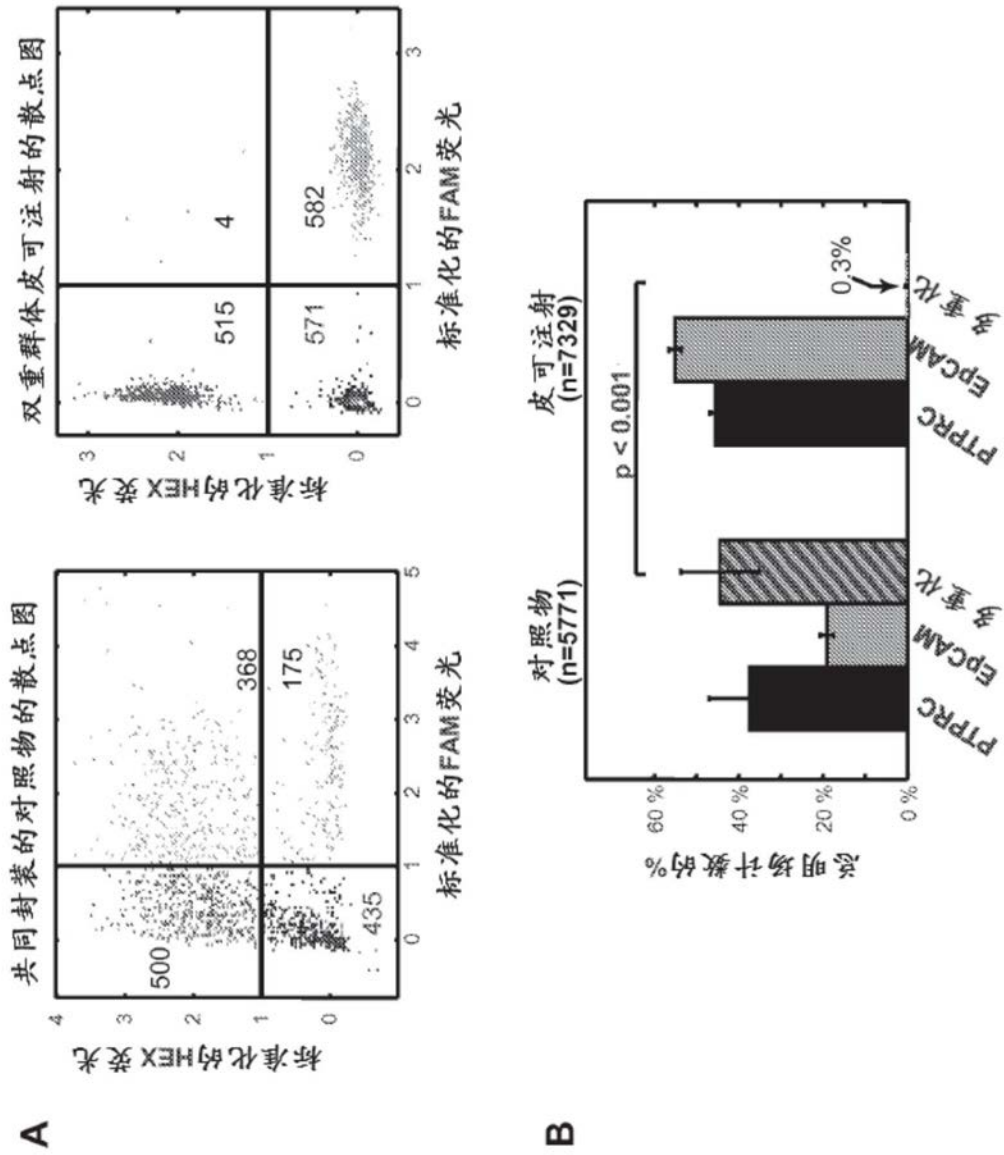 A
共同封装的对照物的散点图
标准化的HEX荧光
4
3
2
1
0
500
368
175
435
0
1
2
3
4
5
标准化的FAM荧光
双重群体皮可注射的散点图
标准化的HEX荧光
3
2
1
0
515
4
571
582
0
1
2
3
标准化的FAM荧光
B
总明场计数的%
60 %
40 %
20 %
0 %
对照物
(n=5771)
皮可注射
(n=7329)
p < 0.001
0.3%
PTPRC
EpCAM
多重化
PTPRC
EpCAM
多重化